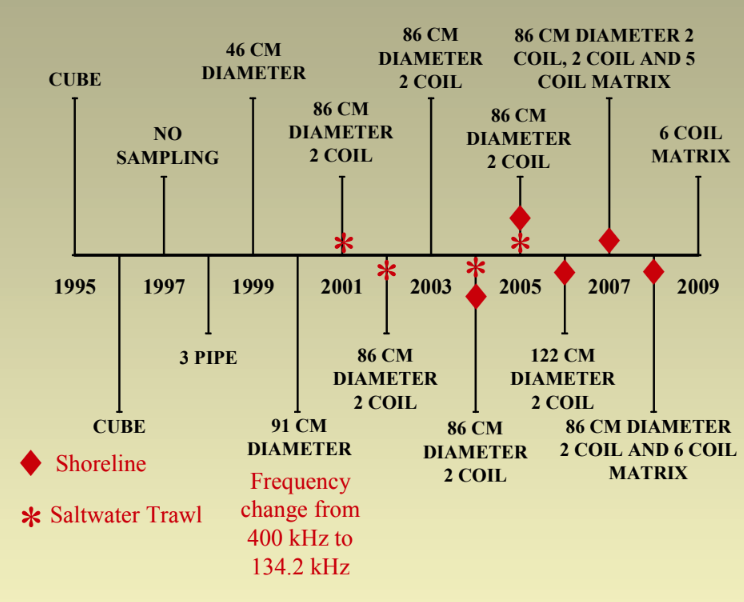 CUBE
NO
SAMPLING
46 CM
DIAMETER
86 CM
DIAMETER
2 COIL
86 CM
DIAMETER
2 COIL
86 CM
DIAMETER
2 COIL
86 CM DIAMETER 2
COIL, 2 COIL AND 5
COIL MATRIX
6 COIL
MATRIX
1995
1997
1999
2001
2003
2005
2007
2009
CUBE
3 PIPE
91 CM
DIAMETER
Frequency
change from
400 kHz to
134.2 kHz
86 CM
DIAMETER
2 COIL
86 CM
DIAMETER
2 COIL
122 CM
DIAMETER
2 COIL
86 CM DIAMETER
2 COIL AND 6 COIL
MATRIX
Shoreline
Saltwater Trawl